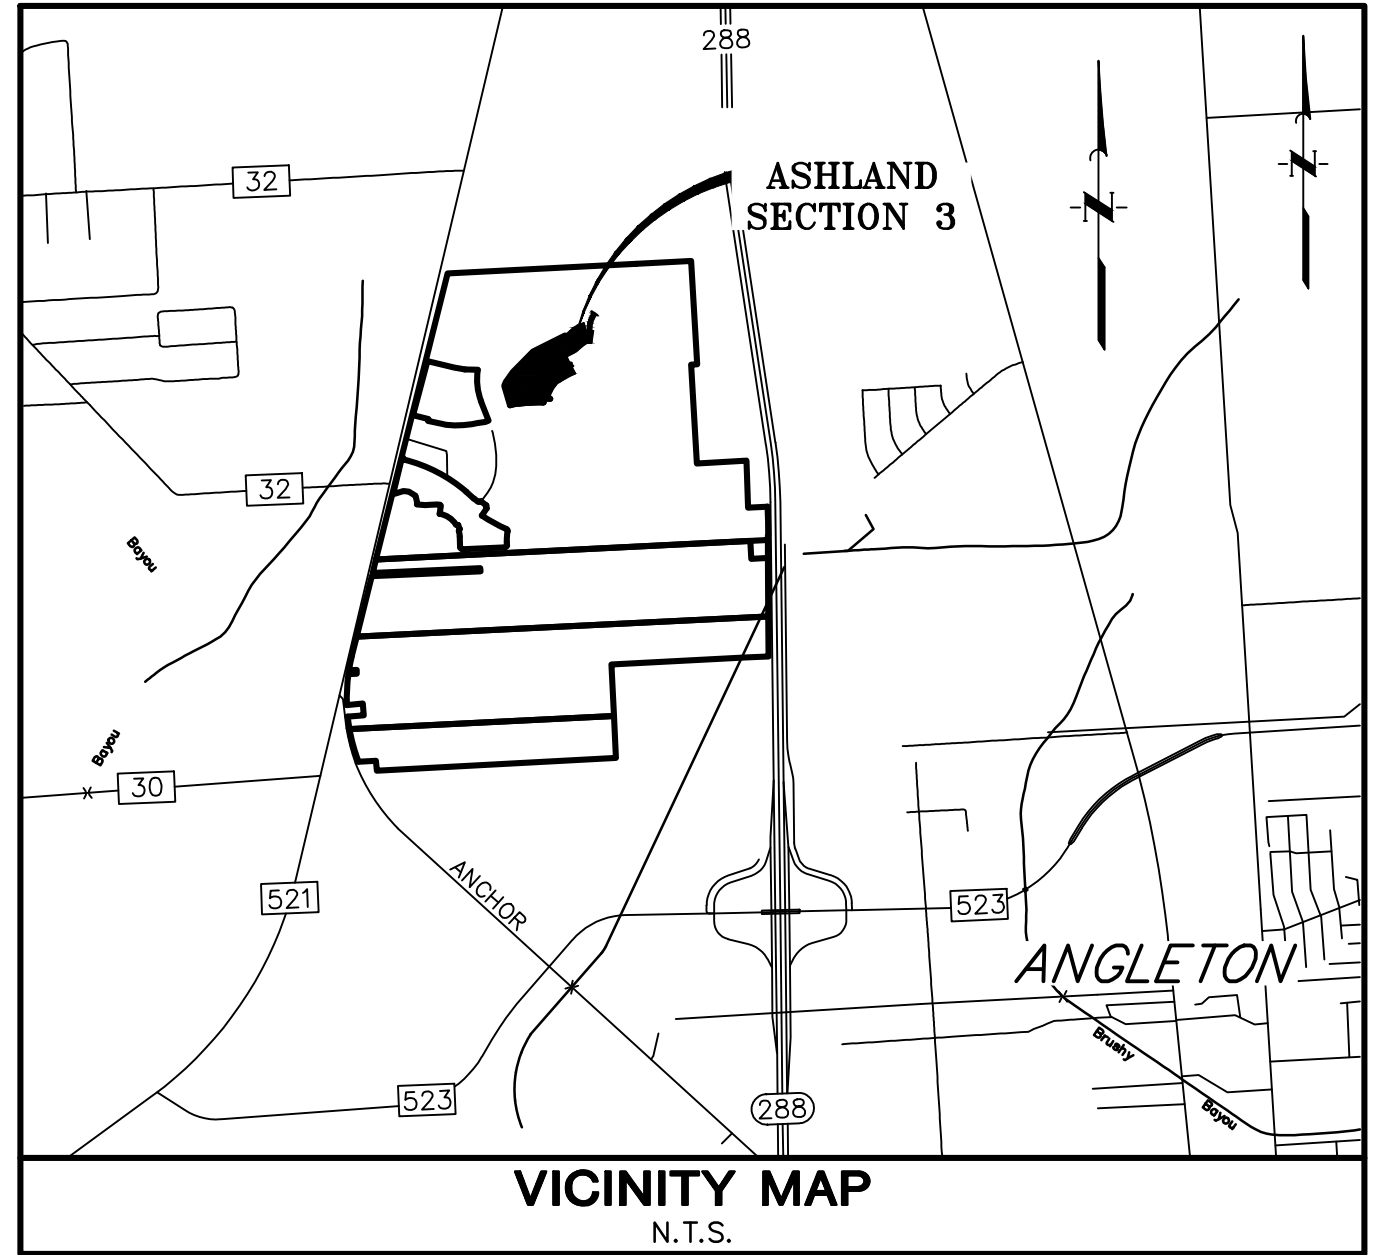 288
ASHLAND
SECTION 3
N
N
32
32
Bayou
Bayou
30
521
ANCHOR
523
ANGLETON
Brushy
Bayou
523
288
VICINITY MAP
N.T.S.